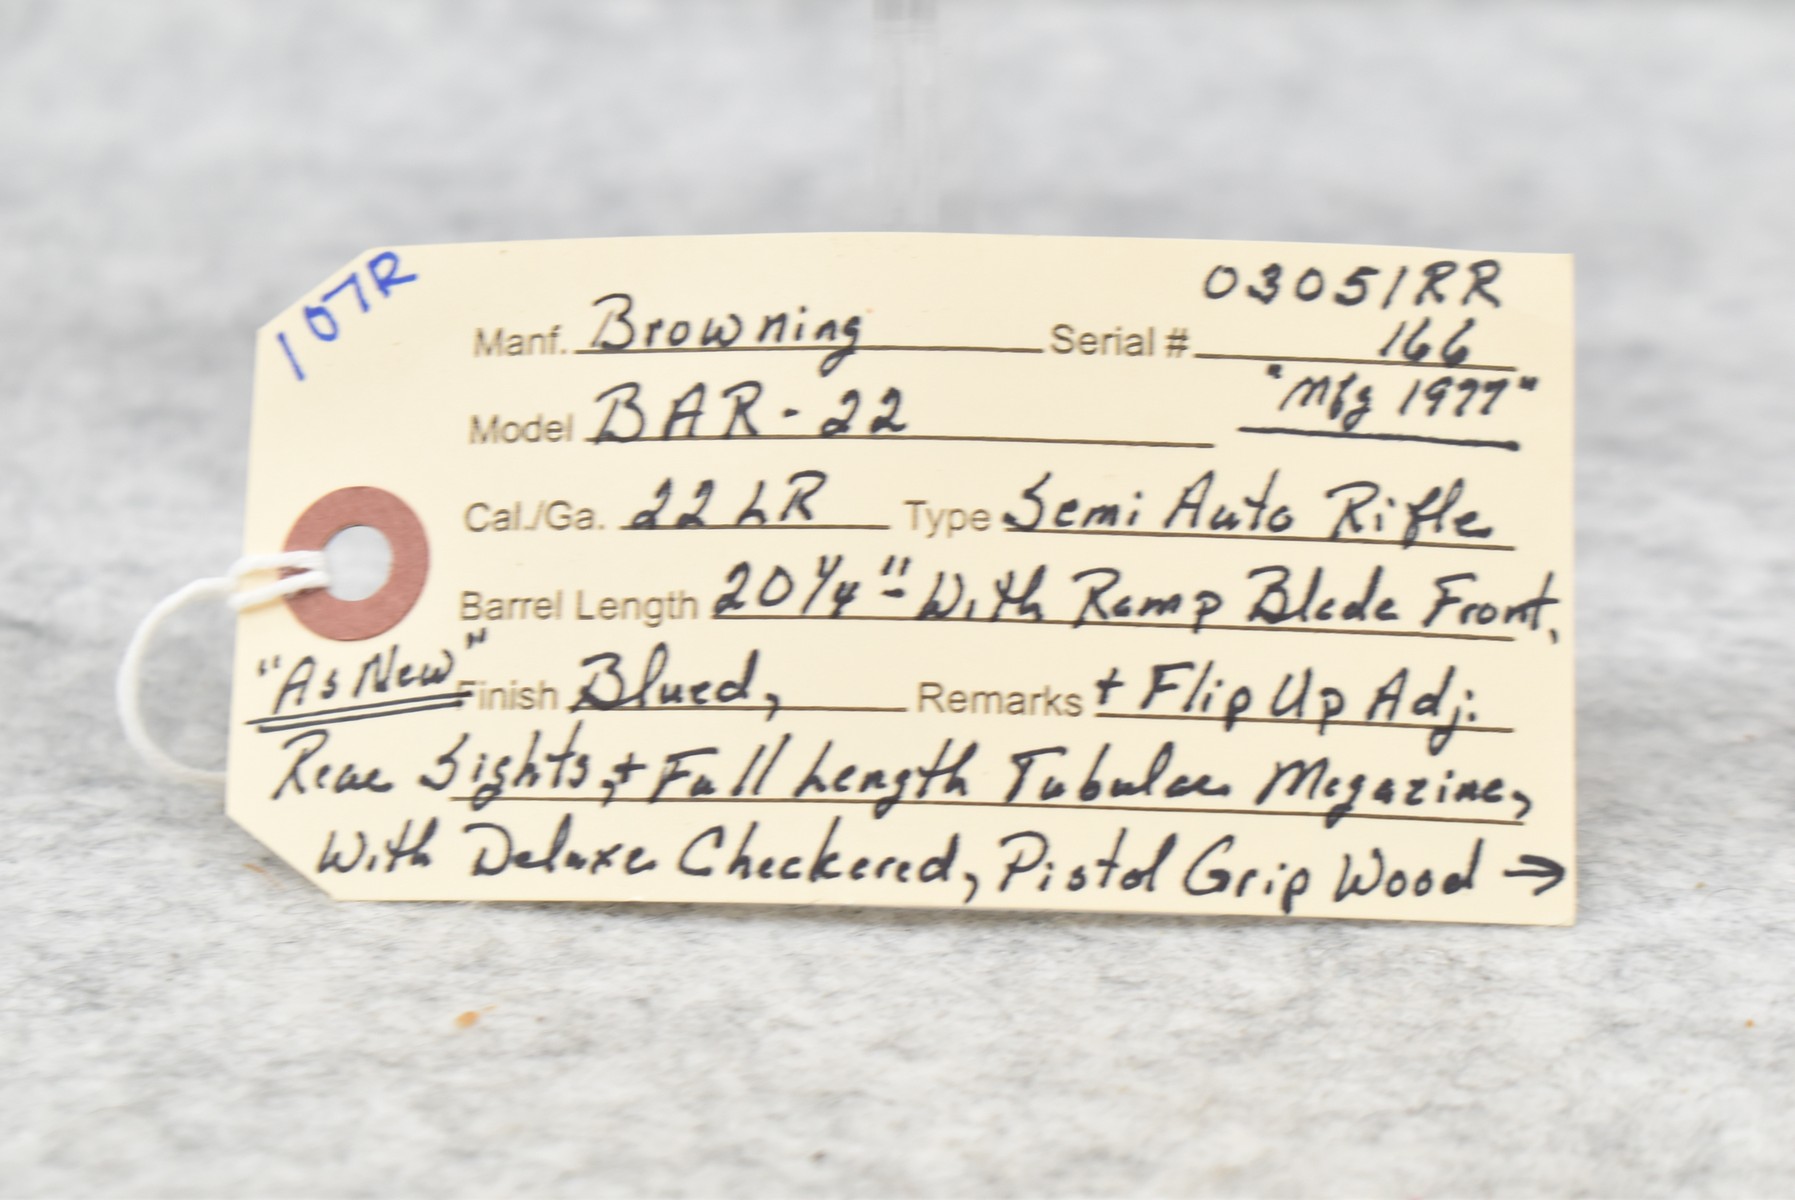 107R
03051RR
Manf. Browning Serial # 166
Model BAR-22 "Mfg 1977"
Cal./Ga. 22 LR Type Semi Auto Rifle
Barrel Length 20 1/4" - With Ramp Blade Front,
"As New" Finish Blued, Remarks + Flip Up Adj:
Rear Sights, + Full Length Tubular Magazine,
With Deluxe Checkered, Pistol Grip Wood →